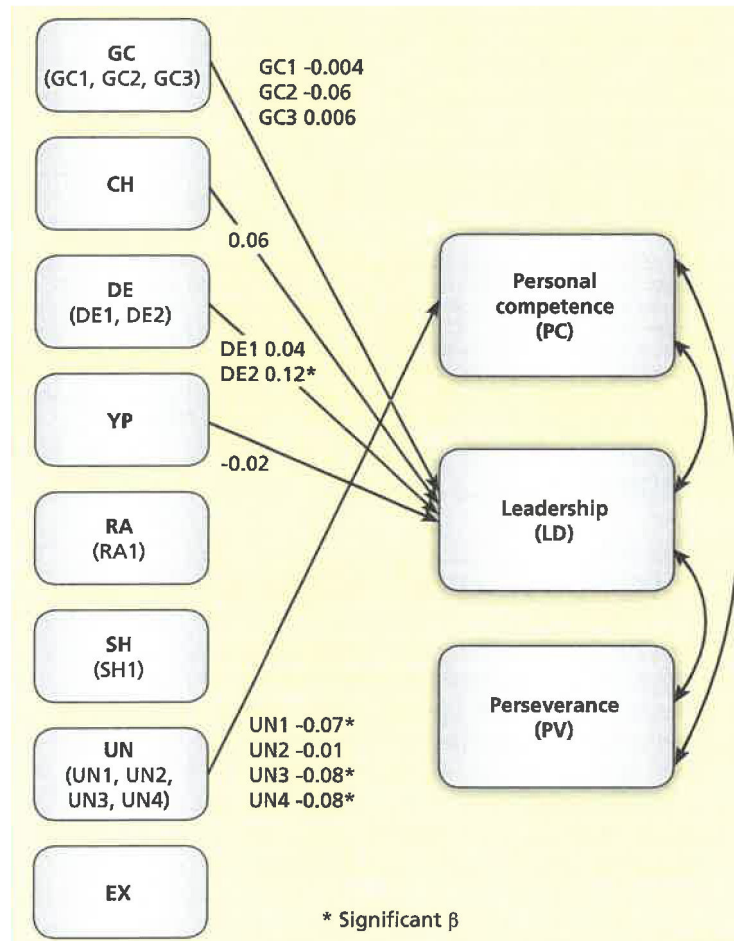 GC
(GC1, GC2, GC3)
GC1 -0.004
GC2 -0.06
GC3 0.006
CH
0.06
DE
(DE1, DE2)
DE1 0.04
DE2 0.12*
YP
-0.02
RA
(RA1)
SH
(SH1)
UN
(UN1, UN2,
UN3, UN4)
UN1 -0.07*
UN2 -0.01
UN3 -0.08*
UN4 -0.08*
EX
Personal
competence
(PC)
Leadership
(LD)
Perseverance
(PV)
* Significant β